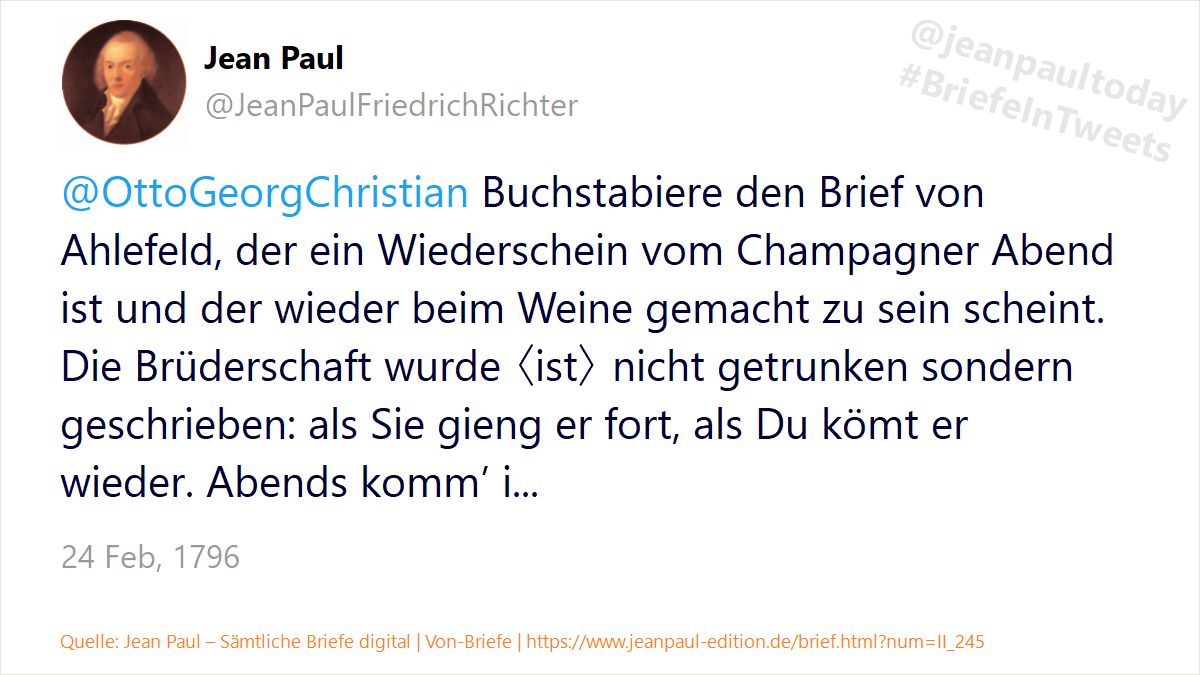 Jean Paul
@JeanPaulFriedrichRichter
@jeanpaultoday
#BriefeInTweets
@OttoGeorgChristian Buchstabiere den Brief von
Ahlefeld, der ein Wiederschein vom Champagner Abend
ist und der wieder beim Weine gemacht zu sein scheint.
Die Brüderschaft wurde 〈ist〉 nicht getrunken sondern
geschrieben: als Sie gieng er fort, als Du kömt er
wieder. Abends komm’ i...
24 Feb, 1796
Quelle: Jean Paul – Sämtliche Briefe digital | Von-Briefe | https://www.jeanpaul-edition.de/brief.html?num=II_245